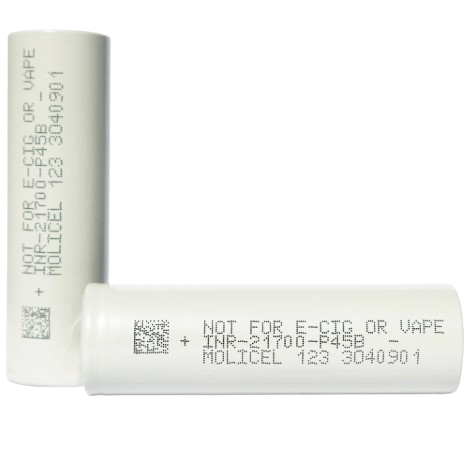 NOT FOR E-CIG OR VAPE
+ INR-21700-P45B -
MOLICEL 123 3040901
NOT FOR E-CIG OR VAPE
+ INR-21700-P45B -
MOLICEL 123 3040901